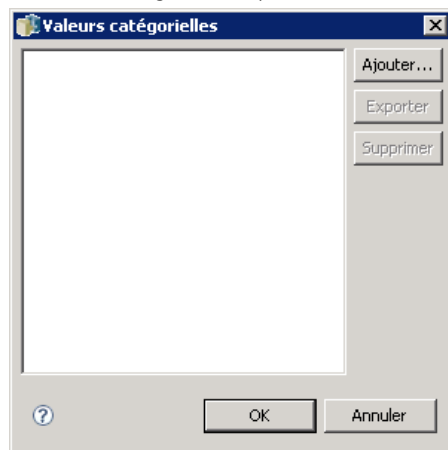 Valeurs catégorielles
Ajouter...
Exporter
Supprimer
OK
Annuler